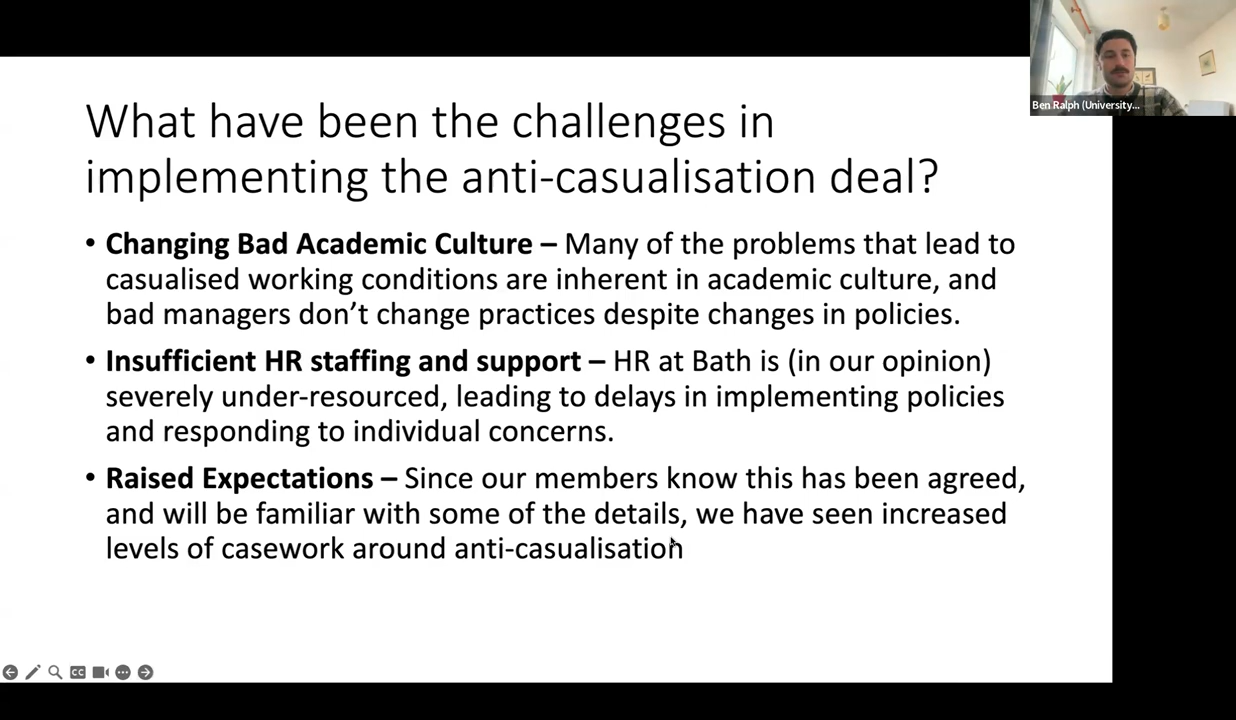 What have been the challenges in
implementing the anti-casualisation deal?
• Changing Bad Academic Culture – Many of the problems that lead to
casualised working conditions are inherent in academic culture, and
bad managers don’t change practices despite changes in policies.
• Insufficient HR staffing and support – HR at Bath is (in our opinion)
severely under-resourced, leading to delays in implementing policies
and responding to individual concerns.
• Raised Expectations – Since our members know this has been agreed,
and will be familiar with some of the details, we have seen increased
levels of casework around anti-casualisation
Ben Ralph (University...
CC